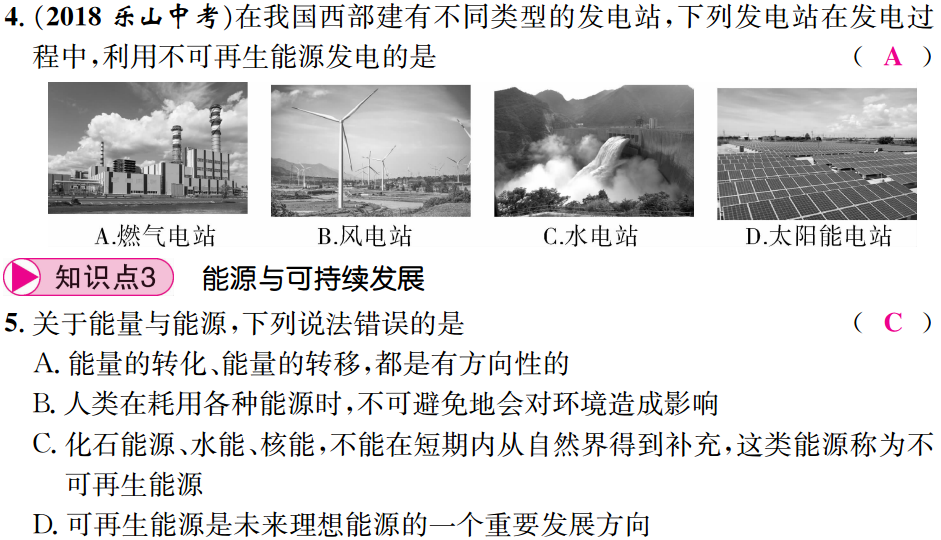 4. (2018 乐山中考)在我国西部建有不同类型的发电站,下列发电站在发电过
程中,利用不可再生能源发电的是 ( A )
A.燃气电站 B.风电站 C.水电站 D.太阳能电站
知识点3 能源与可持续发展
5. 关于能量与能源,下列说法错误的是 ( C )
A. 能量的转化、能量的转移,都是有方向性的
B. 人类在耗用各种能源时,不可避免地会对环境造成影响
C. 化石能源、水能、核能,不能在短期内从自然界得到补充,这类能源称为不
可再生能源
D. 可再生能源是未来理想能源的一个重要发展方向